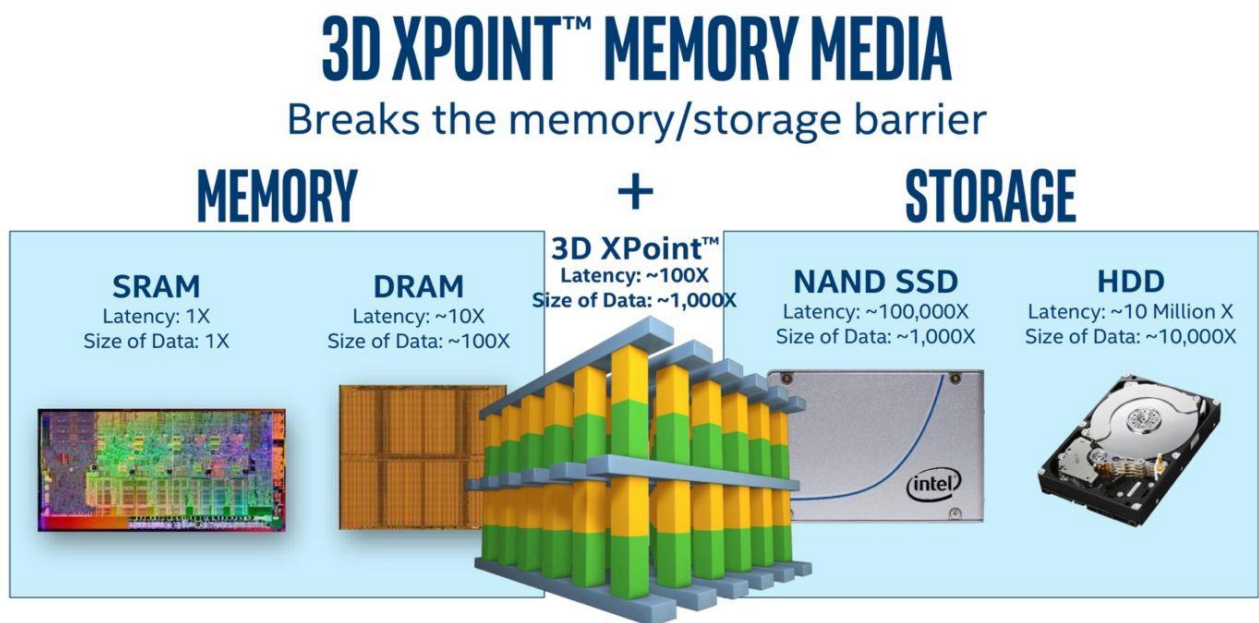 3D XPOINT™ MEMORY MEDIA
Breaks the memory/storage barrier
MEMORY
+
STORAGE
SRAM
Latency: 1X
Size of Data: 1X
DRAM
Latency: ~10X
Size of Data: ~100X
3D XPoint™
Latency: ~100X
Size of Data: ~1,000X
NAND SSD
Latency: ~100,000X
Size of Data: ~1,000X
HDD
Latency: ~10 Million X
Size of Data: ~10,000X
intel